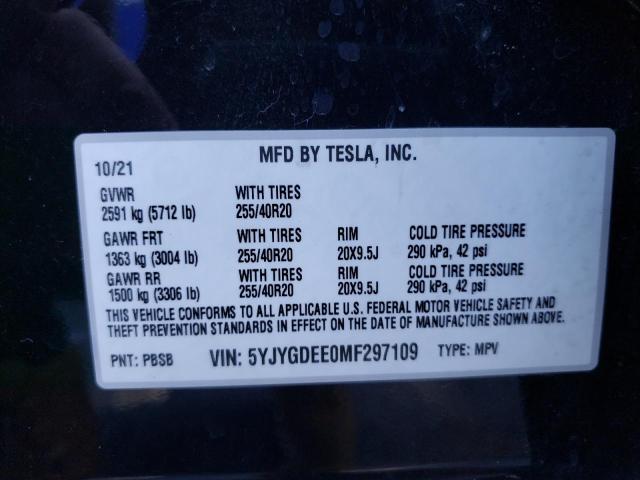 MFD BY TESLA, INC.
10/21
GVWR WITH TIRES
2591 kg (5712 lb) 255/40R20
GAWR FRT WITH TIRES RIM COLD TIRE PRESSURE
1363 kg (3004 lb) 255/40R20 20X9.5J 290 kPa, 42 psi
GAWR RR WITH TIRES RIM COLD TIRE PRESSURE
1500 kg (3306 lb) 255/40R20 20X9.5J 290 kPa, 42 psi
THIS VEHICLE CONFORMS TO ALL APPLICABLE U.S. FEDERAL MOTOR VEHICLE SAFETY AND
THEFT PREVENTION STANDARDS IN EFFECT ON THE DATE OF MANUFACTURE SHOWN ABOVE.
PNT: PBSB VIN: 5YJYGDEE0MF297109 TYPE: MPV